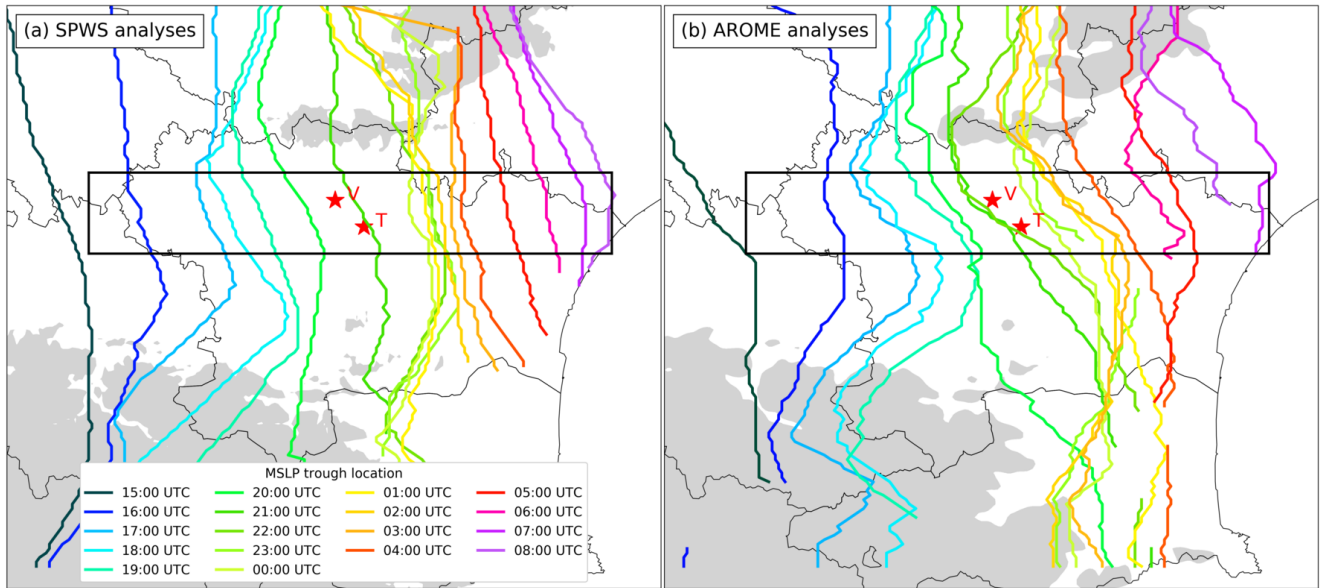 (a) SPWS analyses
(b) AROME analyses
V
T
V
T
MSLP trough location
15:00 UTC
16:00 UTC
17:00 UTC
18:00 UTC
19:00 UTC
20:00 UTC
21:00 UTC
22:00 UTC
23:00 UTC
00:00 UTC
01:00 UTC
02:00 UTC
03:00 UTC
04:00 UTC
05:00 UTC
06:00 UTC
07:00 UTC
08:00 UTC